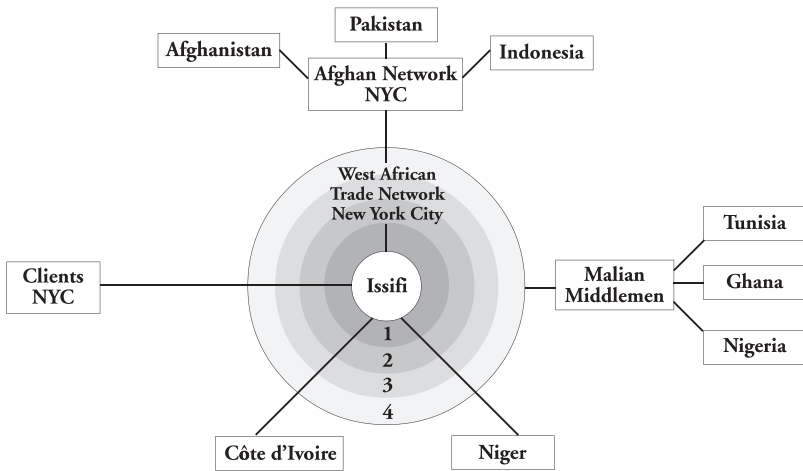 Pakistan
Afghanistan
Indonesia
Afghan Network
NYC
West African
Trade Network
New York City
Tunisia
Clients
NYC
Issifi
Malian
Middlemen
Ghana
Nigeria
1
2
3
4
Côte d’Ivoire
Niger